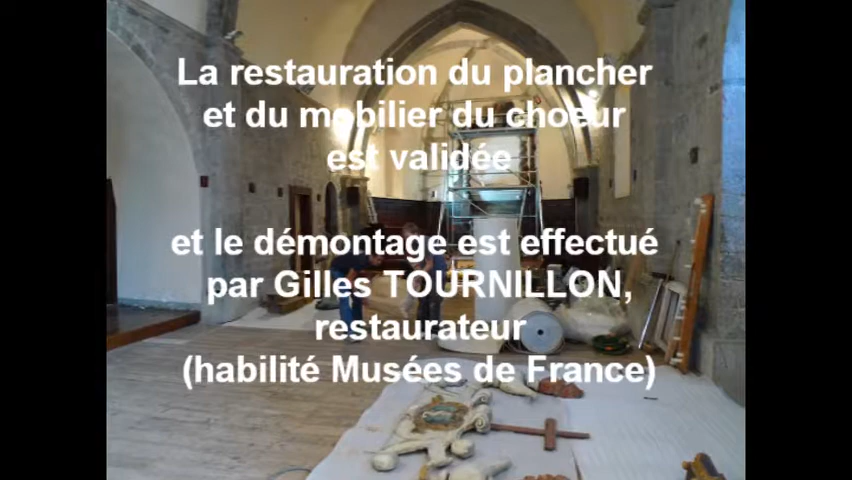 La restauration du plancher
et du mobilier du choeur
est validée
et le démontage est effectué
par Gilles TOURNILLON,
restaurateur
(habilité Musées de France)